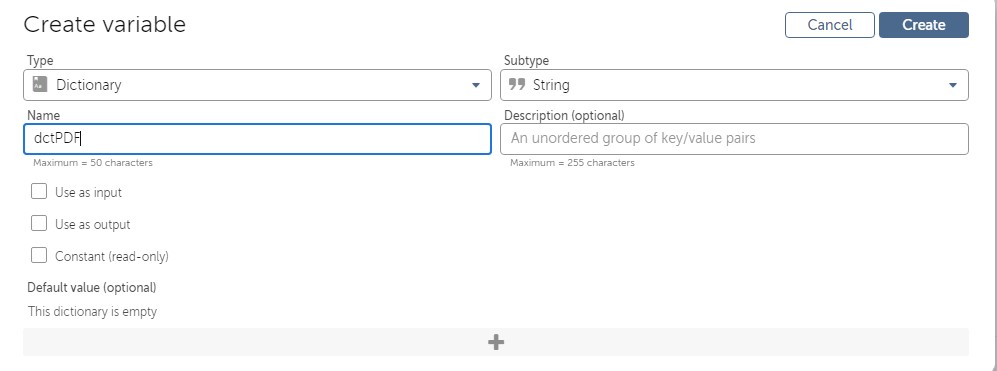 Create variable
Cancel
Create
Type
Subtype
Dictionary
String
Name
Description (optional)
dctPDF
An unordered group of key/value pairs
Maximum = 50 characters
Maximum = 255 characters
Use as input
Use as output
Constant (read-only)
Default value (optional)
This dictionary is empty